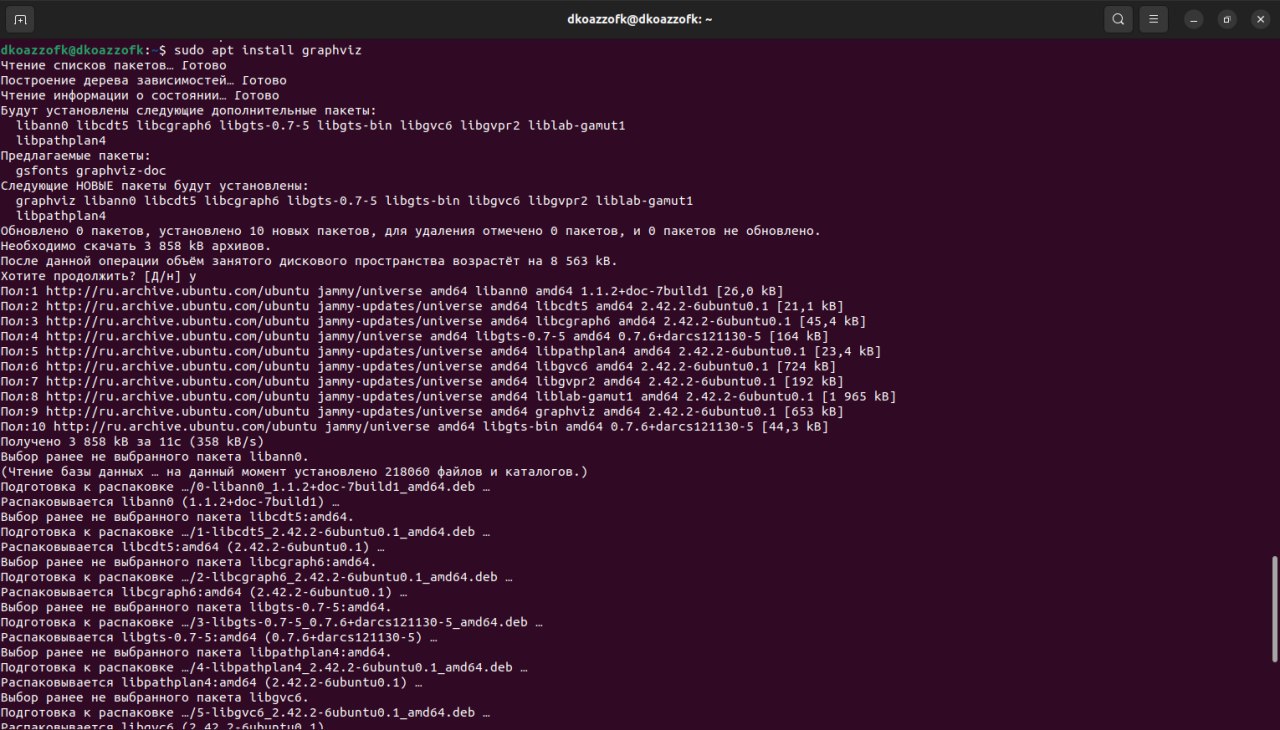 dkoazzofk@dkoazzofk: ~
dkoazzofk@dkoazzofk:~$ sudo apt install graphviz
Чтение списков пакетов… Готово
Построение дерева зависимостей… Готово
Чтение информации о состоянии… Готово
Будут установлены следующие дополнительные пакеты:
libann0 libcdt5 libcgraph6 libgts-0.7-5 libgts-bin libgvc6 libgvpr2 liblab-gamut1
libpathplan4
Предлагаемые пакеты:
gsfonts graphviz-doc
Следующие НОВЫЕ пакеты будут установлены:
graphviz libann0 libcdt5 libcgraph6 libgts-0.7-5 libgts-bin libgvc6 libgvpr2 liblab-gamut1
libpathplan4
Обновлено 0 пакетов, установлено 10 новых пакетов, для удаления отмечено 0 пакетов, и 0 пакетов не обновлено.
Необходимо скачать 3 858 kB архивов.
После данной операции объём занятого дискового пространства возрастёт на 8 563 kB.
Хотите продолжить? [Д/н] y
Пол:1 http://ru.archive.ubuntu.com/ubuntu jammy/universe amd64 libann0 amd64 1.1.2+doc-7build1 [26,0 kB]
Пол:2 http://ru.archive.ubuntu.com/ubuntu jammy-updates/universe amd64 libcdt5 amd64 2.42.2-6ubuntu0.1 [21,1 kB]
Пол:3 http://ru.archive.ubuntu.com/ubuntu jammy-updates/universe amd64 libcgraph6 amd64 2.42.2-6ubuntu0.1 [45,4 kB]
Пол:4 http://ru.archive.ubuntu.com/ubuntu jammy/universe amd64 libgts-0.7-5 amd64 0.7.6+darcs121130-5 [164 kB]
Пол:5 http://ru.archive.ubuntu.com/ubuntu jammy-updates/universe amd64 libpathplan4 amd64 2.42.2-6ubuntu0.1 [23,4 kB]
Пол:6 http://ru.archive.ubuntu.com/ubuntu jammy-updates/universe amd64 libgvc6 amd64 2.42.2-6ubuntu0.1 [724 kB]
Пол:7 http://ru.archive.ubuntu.com/ubuntu jammy-updates/universe amd64 libgvpr2 amd64 2.42.2-6ubuntu0.1 [192 kB]
Пол:8 http://ru.archive.ubuntu.com/ubuntu jammy-updates/universe amd64 liblab-gamut1 amd64 2.42.2-6ubuntu0.1 [1 965 kB]
Пол:9 http://ru.archive.ubuntu.com/ubuntu jammy-updates/universe amd64 graphviz amd64 2.42.2-6ubuntu0.1 [653 kB]
Пол:10 http://ru.archive.ubuntu.com/ubuntu jammy/universe amd64 libgts-bin amd64 0.7.6+darcs121130-5 [44,3 kB]
Получено 3 858 kB за 11с (358 kB/s)
Выбор ранее не выбранного пакета libann0.
(Чтение базы данных … на данный момент установлено 218060 файлов и каталогов.)
Подготовка к распаковке …/0-libann0_1.1.2+doc-7build1_amd64.deb …
Распаковывается libann0 (1.1.2+doc-7build1) …
Выбор ранее не выбранного пакета libcdt5:amd64.
Подготовка к распаковке …/1-libcdt5_2.42.2-6ubuntu0.1_amd64.deb …
Распаковывается libcdt5:amd64 (2.42.2-6ubuntu0.1) …
Выбор ранее не выбранного пакета libcgraph6:amd64.
Подготовка к распаковке …/2-libcgraph6_2.42.2-6ubuntu0.1_amd64.deb …
Распаковывается libcgraph6:amd64 (2.42.2-6ubuntu0.1) …
Выбор ранее не выбранного пакета libgts-0.7-5:amd64.
Подготовка к распаковке …/3-libgts-0.7-5_0.7.6+darcs121130-5_amd64.deb …
Распаковывается libgts-0.7-5:amd64 (0.7.6+darcs121130-5) …
Выбор ранее не выбранного пакета libpathplan4:amd64.
Подготовка к распаковке …/4-libpathplan4_2.42.2-6ubuntu0.1_amd64.deb …
Распаковывается libpathplan4:amd64 (2.42.2-6ubuntu0.1) …
Выбор ранее не выбранного пакета libgvc6.
Подготовка к распаковке …/5-libgvc6_2.42.2-6ubuntu0.1_amd64.deb …
Распаковывается libgvc6 (2.42.2-6ubuntu0.1)